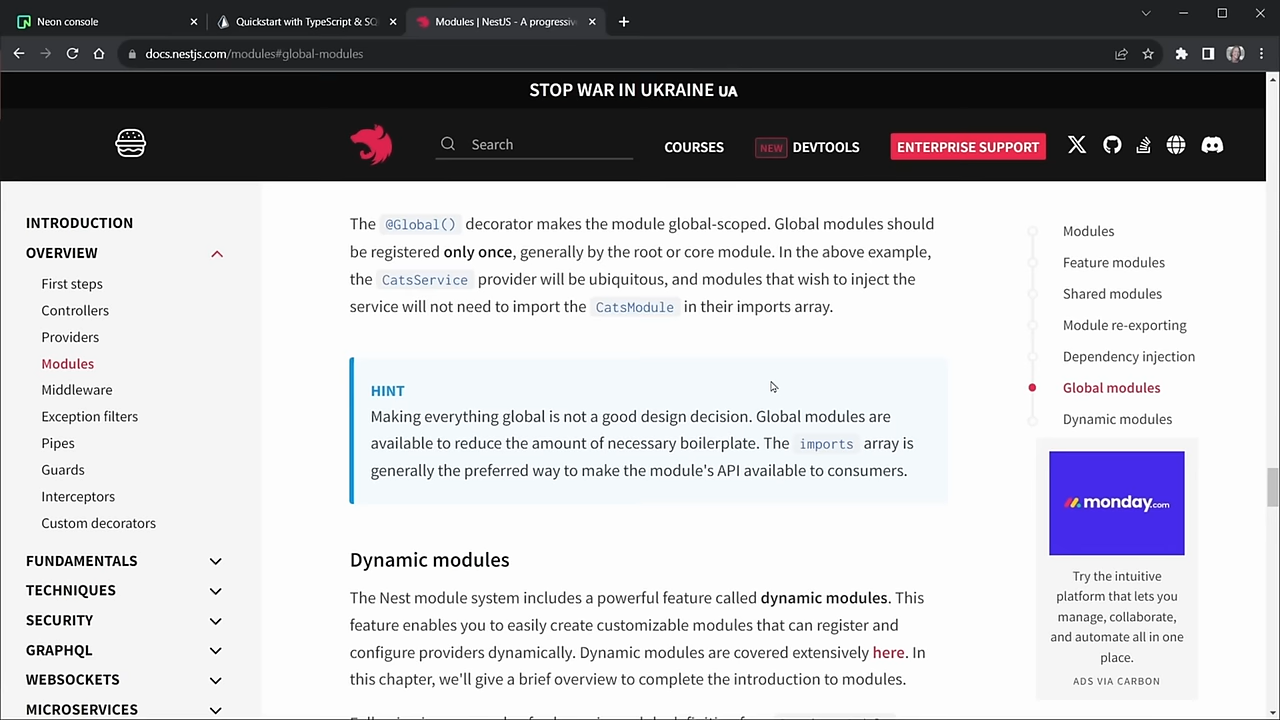 Neon console
Quickstart with TypeScript & SQ
Modules | NestJS - A progressiv
docs.nestjs.com/modules#global-modules
STOP WAR IN UKRAINE UA
Search
COURSES
NEW DEVTOOLS
ENTERPRISE SUPPORT
INTRODUCTION
OVERVIEW
First steps
Controllers
Providers
Modules
Middleware
Exception filters
Pipes
Guards
Interceptors
Custom decorators
FUNDAMENTALS
TECHNIQUES
SECURITY
GRAPHQL
WEBSOCKETS
MICROSERVICES
The @Global() decorator makes the module global-scoped. Global modules should
be registered only once, generally by the root or core module. In the above example,
the CatsService provider will be ubiquitous, and modules that wish to inject the
service will not need to import the CatsModule in their imports array.
HINT
Making everything global is not a good design decision. Global modules are
available to reduce the amount of necessary boilerplate. The imports array is
generally the preferred way to make the module's API available to consumers.
Dynamic modules
The Nest module system includes a powerful feature called dynamic modules. This
feature enables you to easily create customizable modules that can register and
configure providers dynamically. Dynamic modules are covered extensively here. In
this chapter, we'll give a brief overview to complete the introduction to modules.
Modules
Feature modules
Shared modules
Module re-exporting
Dependency injection
Global modules
Dynamic modules
monday.com
Try the intuitive
platform that lets you
manage, collaborate,
and automate all in one
place.
ADS VIA CARBON